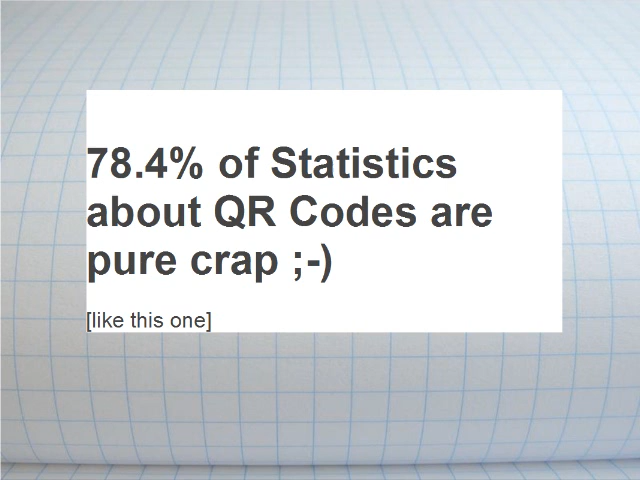 78.4% of Statistics
about QR Codes are
pure crap ;-)
[like this one]